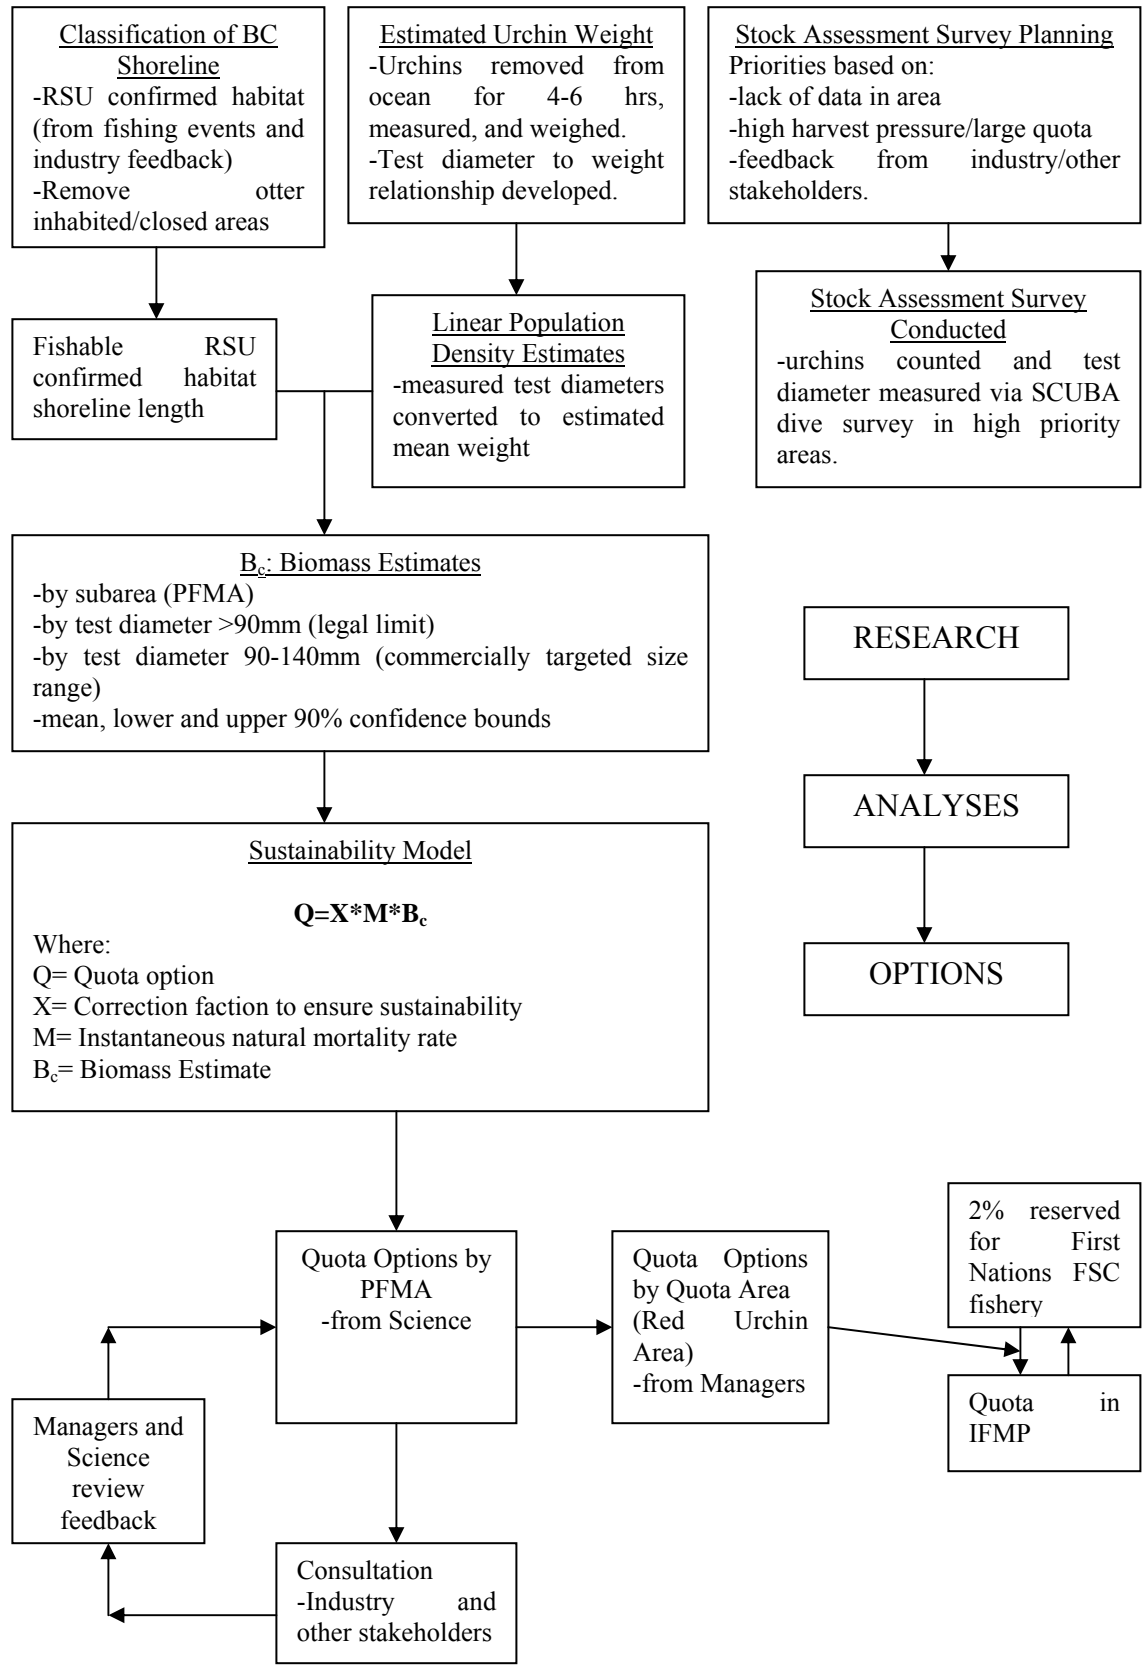 Classification of BC
Shoreline
-RSU confirmed habitat
(from fishing events and
industry feedback)
-Remove otter
inhabited/closed areas
Estimated Urchin Weight
-Urchins removed from
ocean for 4-6 hrs,
measured, and weighed.
-Test diameter to weight
relationship developed.
Stock Assessment Survey Planning
Priorities based on:
-lack of data in area
-high harvest pressure/large quota
-feedback from industry/other
stakeholders.
Fishable RSU
confirmed habitat
shoreline length
Linear Population
Density Estimates
-measured test diameters
converted to estimated
mean weight
Stock Assessment Survey
Conducted
-urchins counted and test
diameter measured via SCUBA
dive survey in high priority
areas.
Bc: Biomass Estimates
-by subarea (PFMA)
-by test diameter >90mm (legal limit)
-by test diameter 90-140mm (commercially targeted size
range)
-mean, lower and upper 90% confidence bounds
RESEARCH
ANALYSES
OPTIONS
Sustainability Model
Q=X*M*Bc
Where:
Q= Quota option
X= Correction faction to ensure sustainability
M= Instantaneous natural mortality rate
Bc= Biomass Estimate
Quota Options by
PFMA
-from Science
Quota Options
by Quota Area
(Red Urchin
Area)
-from Managers
2% reserved
for First
Nations FSC
fishery
Quota in
IFMP
Managers and
Science
review
feedback
Consultation
-Industry and
other stakeholders